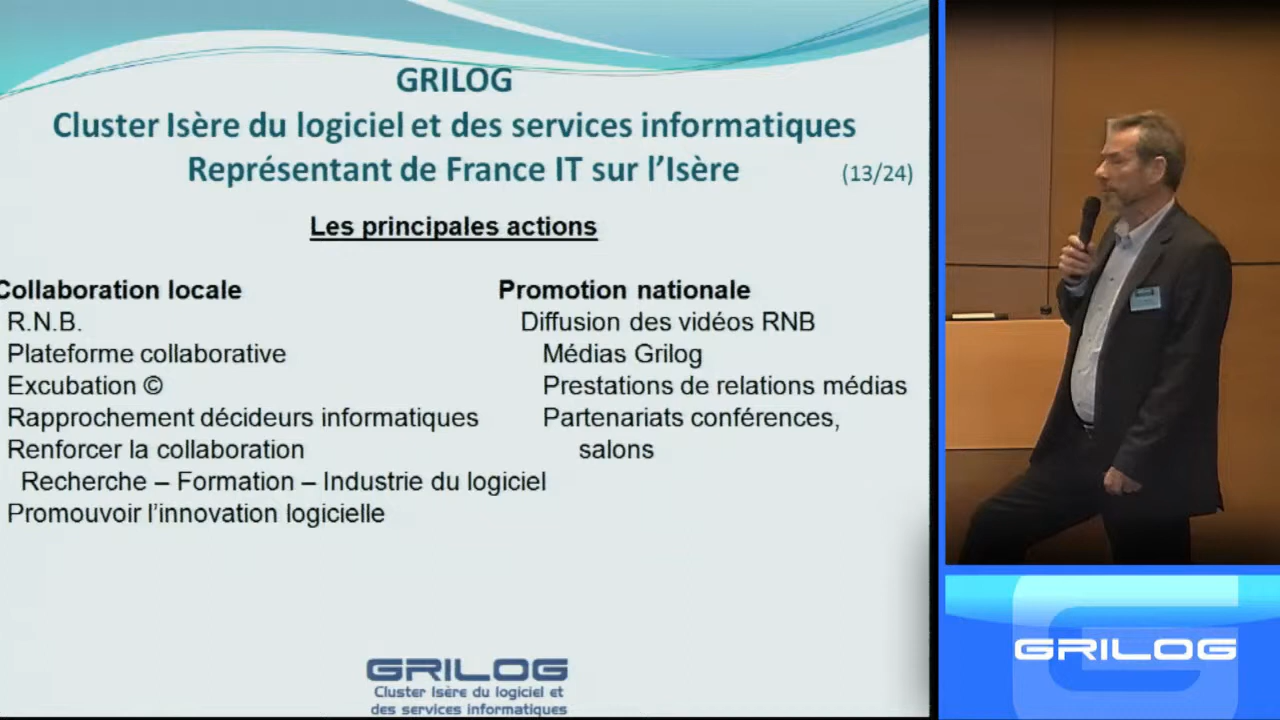 GRILOG
Cluster Isère du logiciel et des services informatiques
Représentant de France IT sur l'Isère
(13/24)
Les principales actions
Collaboration locale
R.N.B.
Plateforme collaborative
Excubation ©
Rapprochement décideurs informatiques
Renforcer la collaboration
Recherche – Formation – Industrie du logiciel
Promouvoir l'innovation logicielle
Promotion nationale
Diffusion des vidéos RNB
Médias Grilog
Prestations de relations médias
Partenariats conférences,
salons
GRILOG
Cluster Isère du logiciel et
des services informatiques
GRILOG